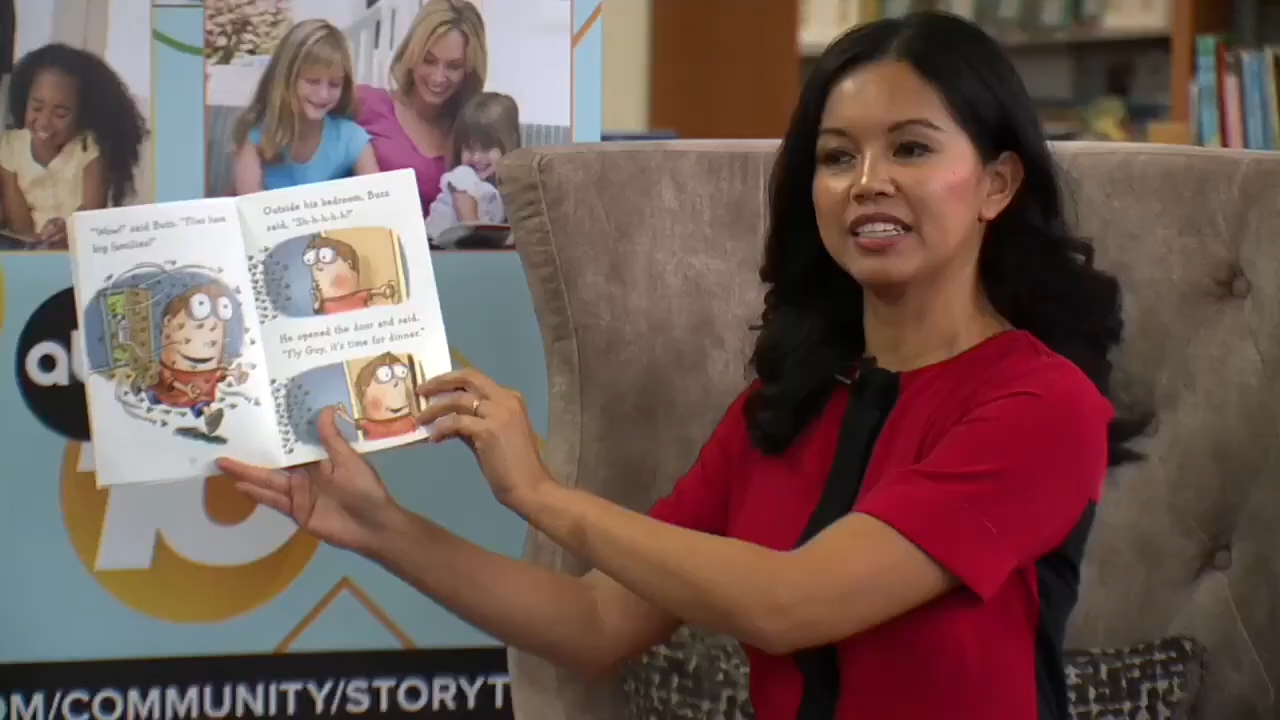 "Wow!" said Buzz. "Flies have
big families!"
Outside his bedroom, Buzz
said, "Sh-h-h-h-h!"
He opened the door and said,
"Fly Guy, it's time for dinner."
OM/COMMUNITY/STORYT